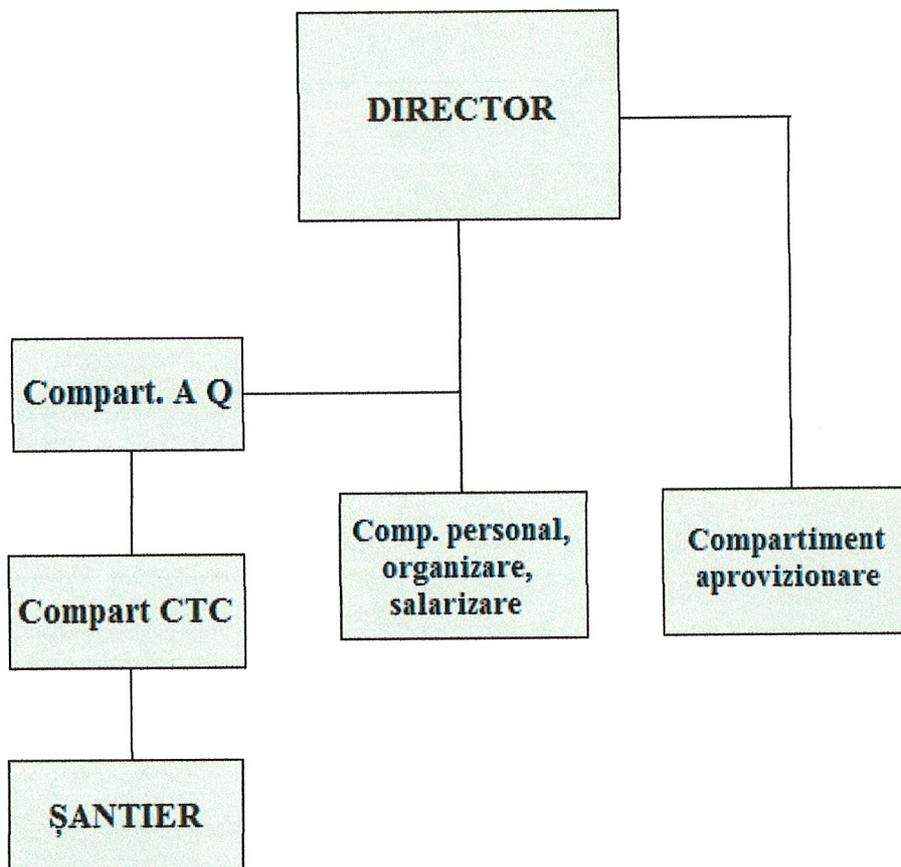 DIRECTOR
Compart. A Q
Comp. personal,
organizare,
salarizare
Compartiment
aprovizionare
Compart CTC
ȘANTIER